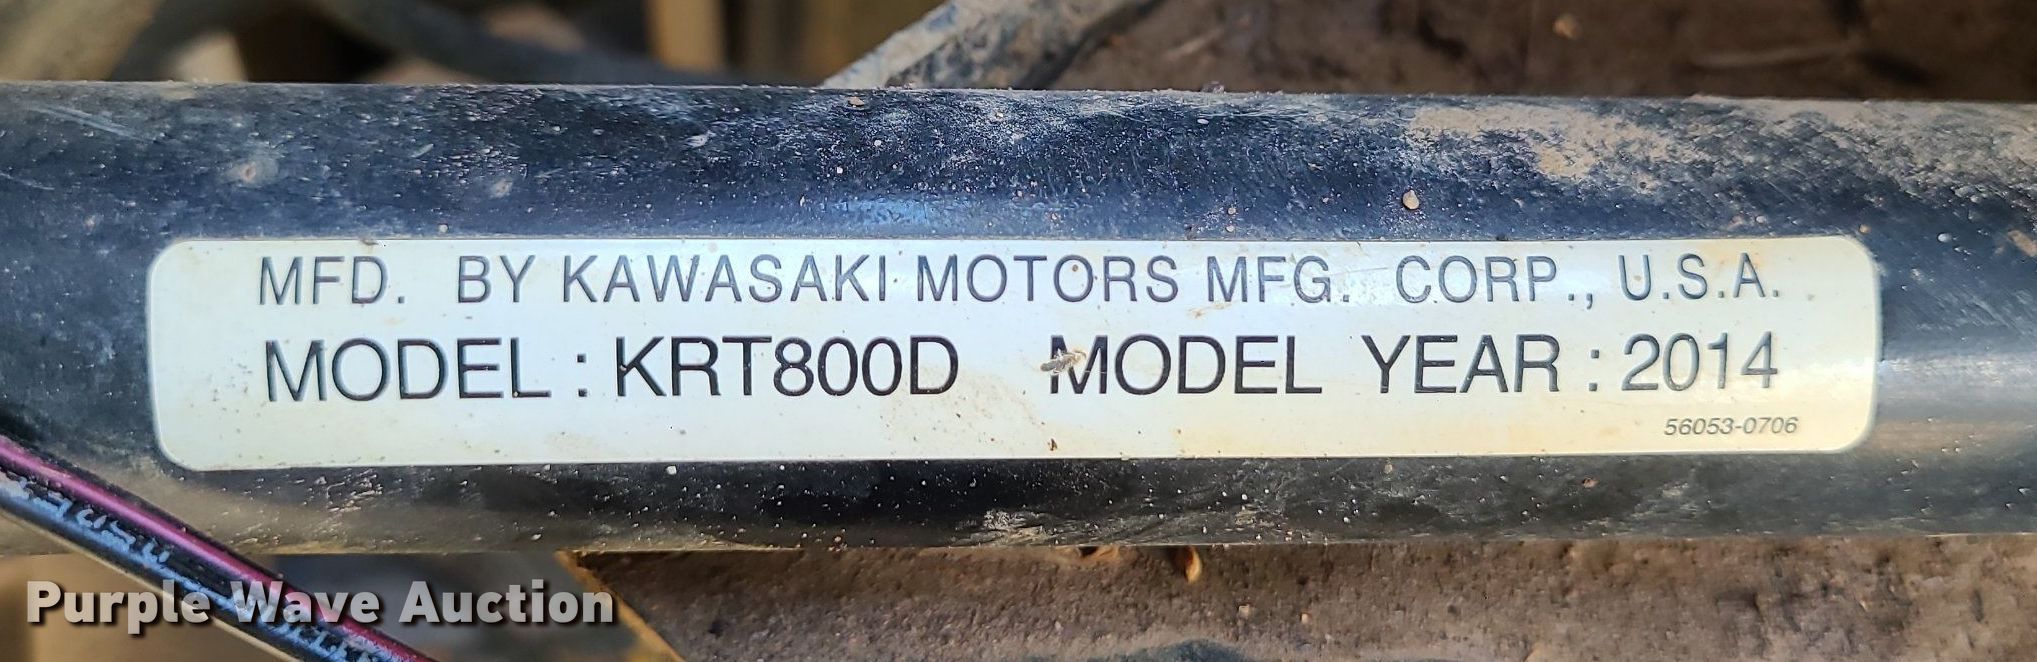 MFD. BY KAWASAKI MOTORS MFG. CORP., U.S.A.
MODEL : KRT800D MODEL YEAR : 2014
56053-0706
Purple Wave Auction